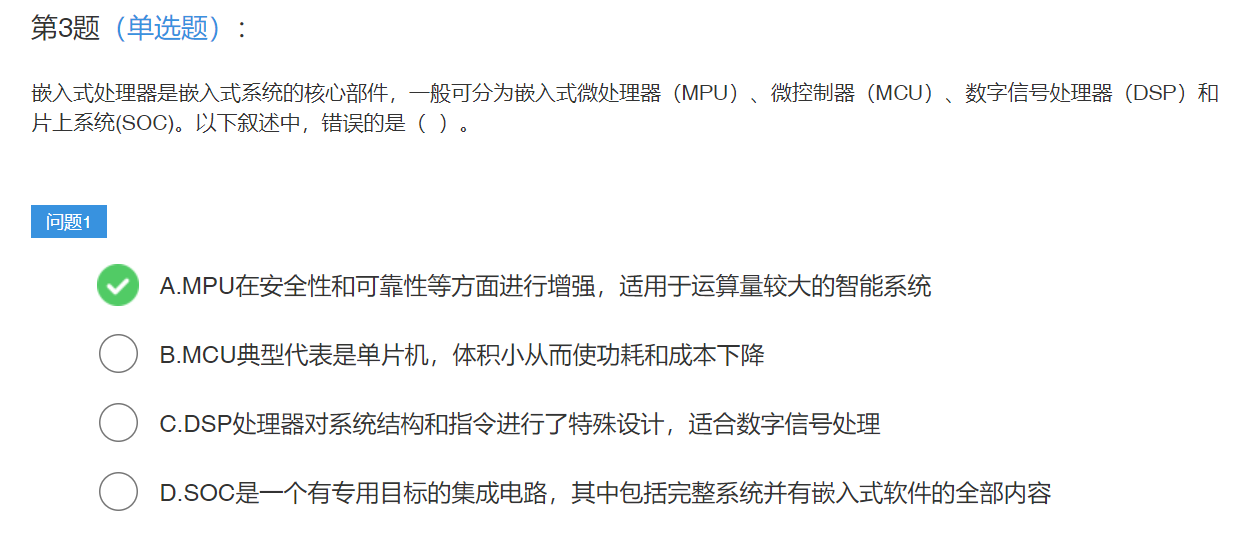 第3题（单选题）：
嵌入式处理器是嵌入式系统的核心部件，一般可分为嵌入式微处理器（MPU）、微控制器（MCU）、数字信号处理器（DSP）和
片上系统(SOC)。以下叙述中，错误的是（ ）。
问题1
A.MPU在安全性和可靠性等方面进行增强，适用于运算量较大的智能系统
B.MCU典型代表是单片机，体积小从而使功耗和成本下降
C.DSP处理器对系统结构和指令进行了特殊设计，适合数字信号处理
D.SOC是一个有专用目标的集成电路，其中包括完整系统并有嵌入式软件的全部内容